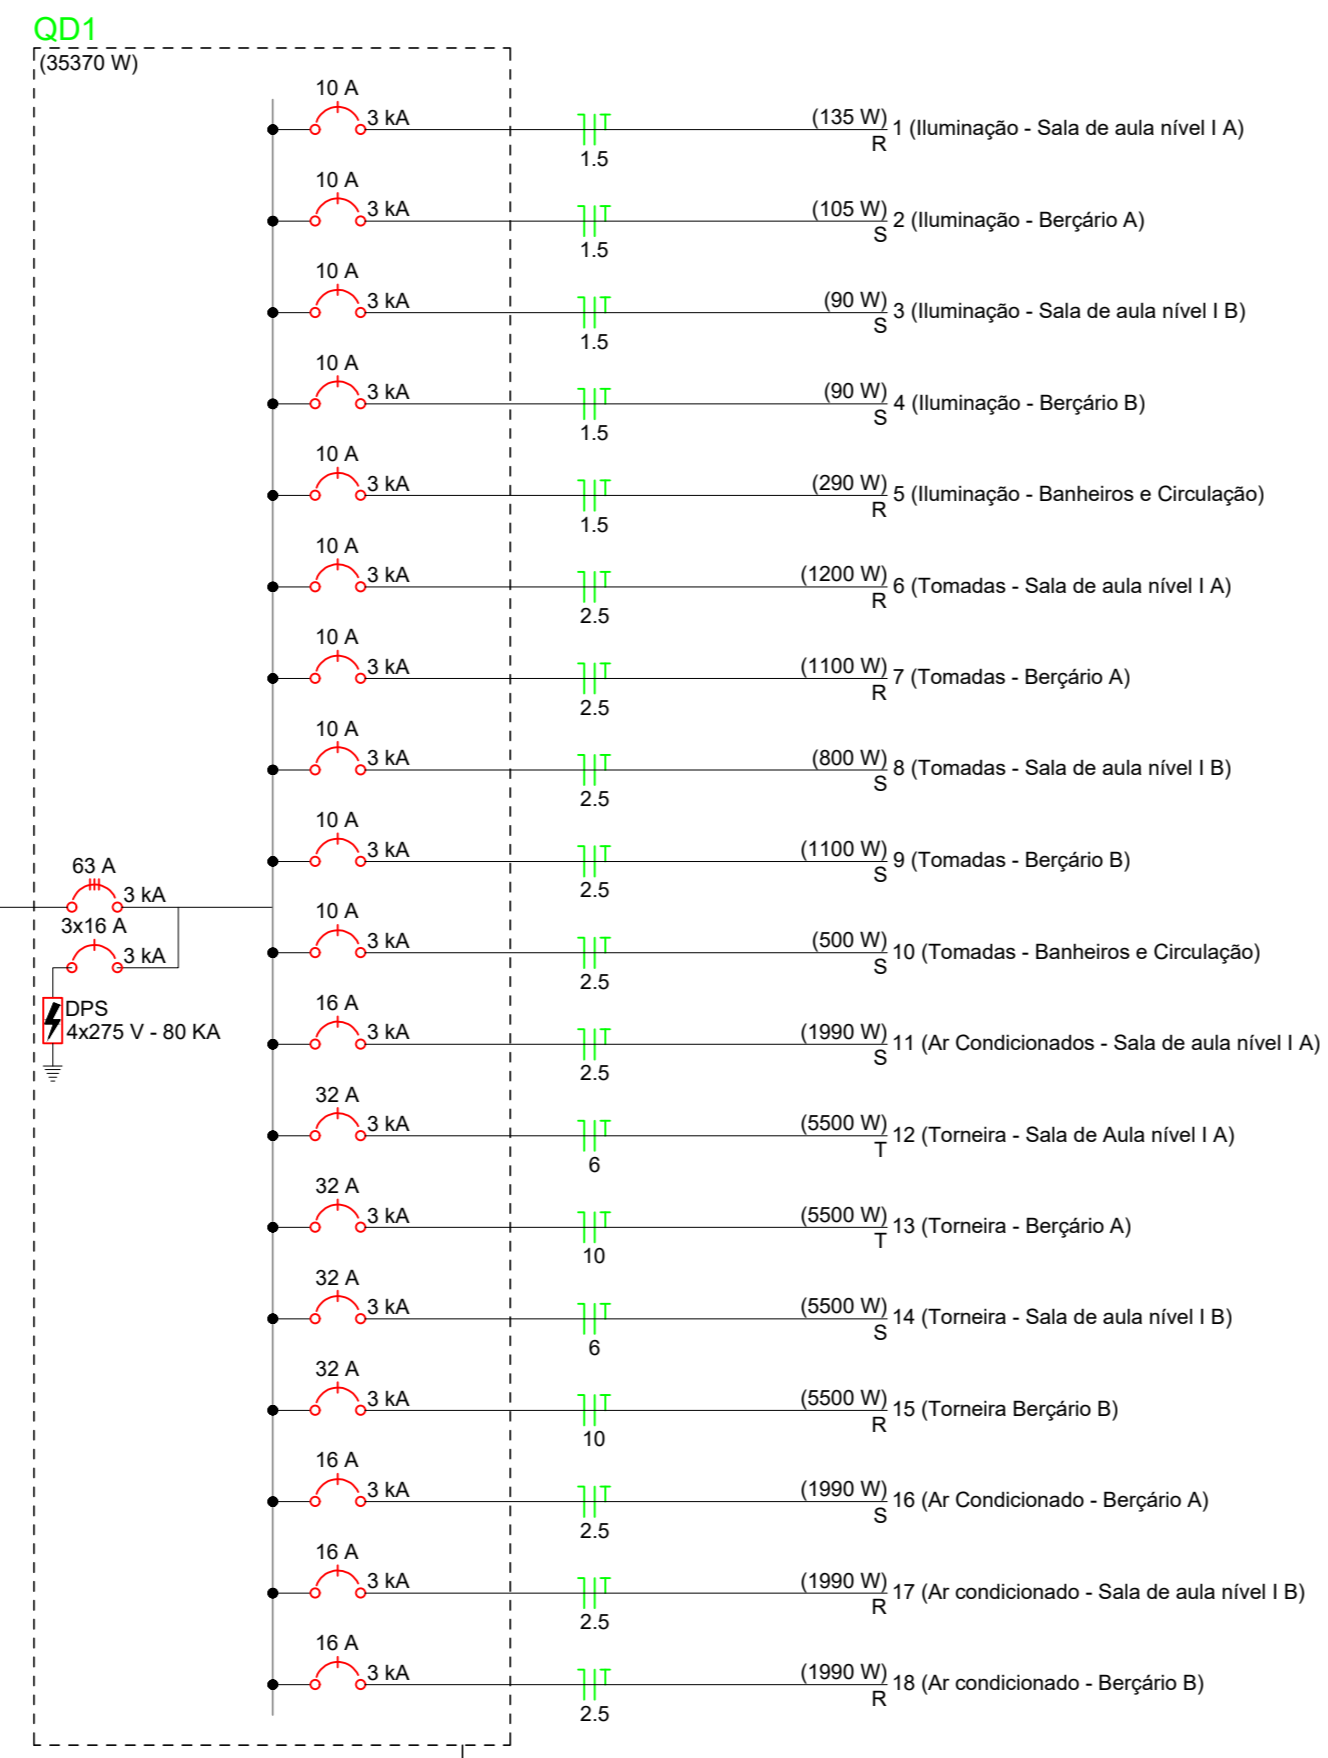 QD1
(35370 W)
10 A
3 kA
1.5
(135 W)
R
1 (Iluminação - Sala de aula nível I A)
10 A
3 kA
1.5
(105 W)
S
2 (Iluminação - Berçário A)
10 A
3 kA
1.5
(90 W)
S
3 (Iluminação - Sala de aula nível I B)
10 A
3 kA
1.5
(90 W)
S
4 (Iluminação - Berçário B)
10 A
3 kA
1.5
(290 W)
R
5 (Iluminação - Banheiros e Circulação)
10 A
3 kA
2.5
(1200 W)
R
6 (Tomadas - Sala de aula nível I A)
10 A
3 kA
2.5
(1100 W)
R
7 (Tomadas - Berçário A)
10 A
3 kA
2.5
(800 W)
S
8 (Tomadas - Sala de aula nível I B)
10 A
3 kA
2.5
(1100 W)
S
9 (Tomadas - Berçário B)
63 A
3 kA
3x16 A
3 kA
DPS
4x275 V - 80 KA
10 A
3 kA
2.5
(500 W)
S
10 (Tomadas - Banheiros e Circulação)
16 A
3 kA
2.5
(1990 W)
S
11 (Ar Condicionados - Sala de aula nível I A)
32 A
3 kA
6
(5500 W)
T
12 (Torneira - Sala de Aula nível I A)
32 A
3 kA
10
(5500 W)
T
13 (Torneira - Berçário A)
32 A
3 kA
6
(5500 W)
S
14 (Torneira - Sala de aula nível I B)
32 A
3 kA
10
(5500 W)
R
15 (Torneira Berçário B)
16 A
3 kA
2.5
(1990 W)
S
16 (Ar Condicionado - Berçário A)
16 A
3 kA
2.5
(1990 W)
R
17 (Ar condicionado - Sala de aula nível I B)
16 A
3 kA
2.5
(1990 W)
R
18 (Ar condicionado - Berçário B)